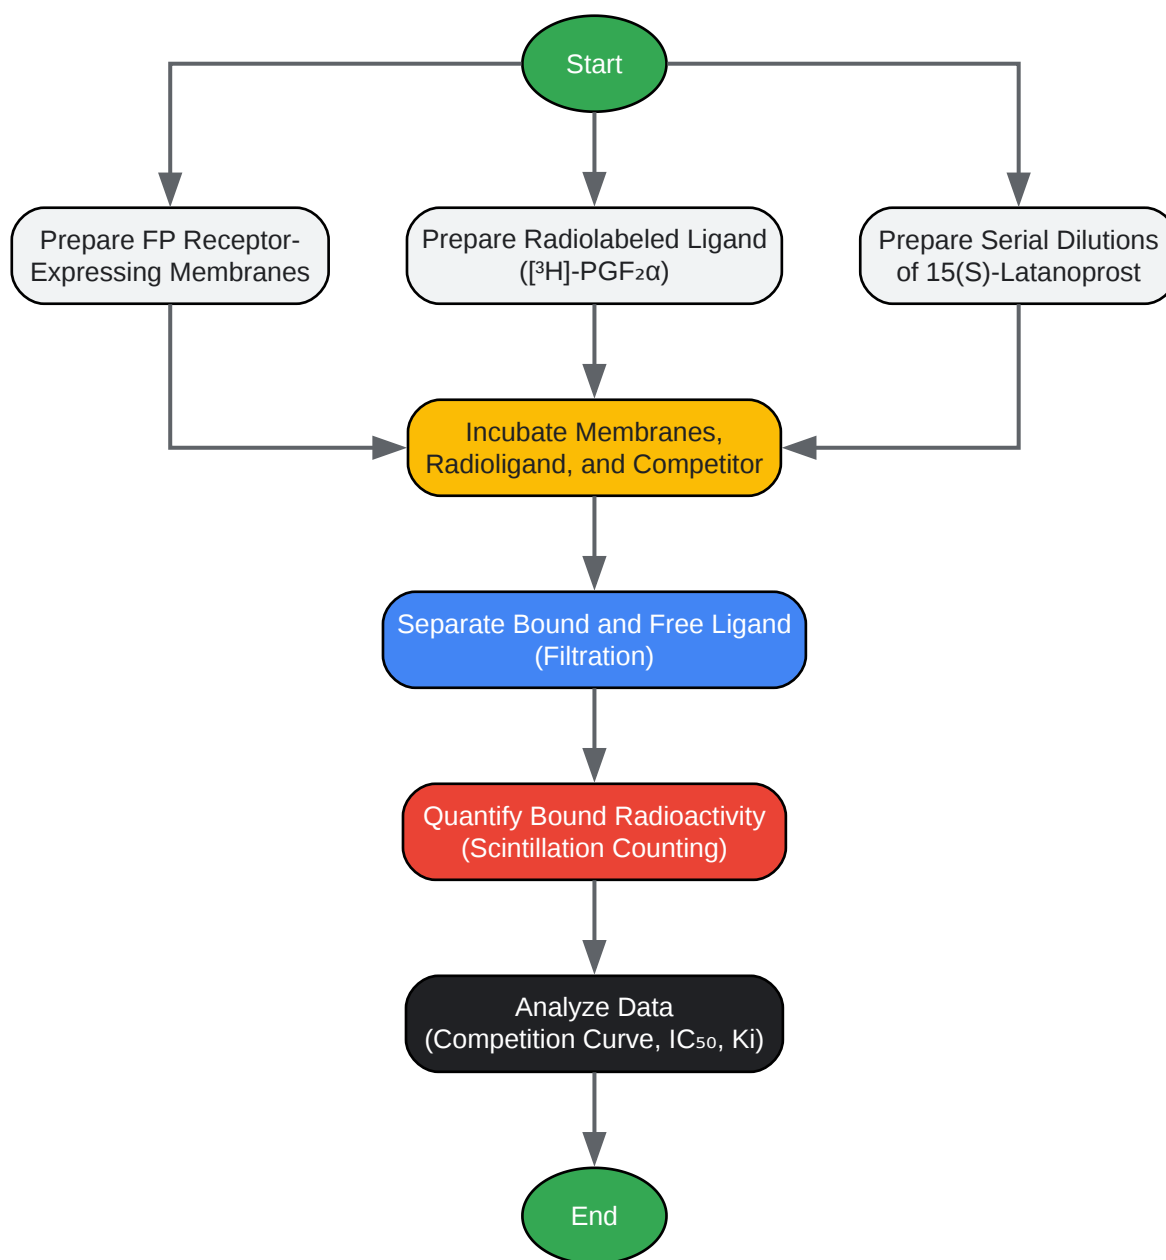 Start
Prepare FP Receptor-
Expressing Membranes
Prepare Radiolabeled Ligand
([³H]-PGF₂α)
Prepare Serial Dilutions
of 15(S)-Latanoprost
Incubate Membranes,
Radioligand, and Competitor
Separate Bound and Free Ligand
(Filtration)
Quantify Bound Radioactivity
(Scintillation Counting)
Analyze Data
(Competition Curve, IC₅₀, Ki)
End